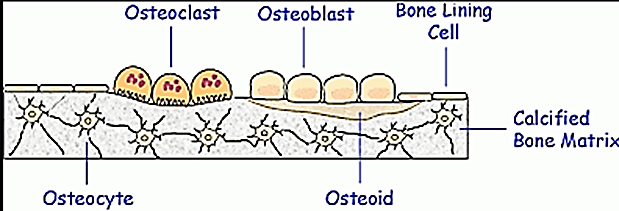 Osteoclast
Osteoblast
Bone Lining
Cell
Calcified
Bone Matrix
Osteocyte
Osteoid